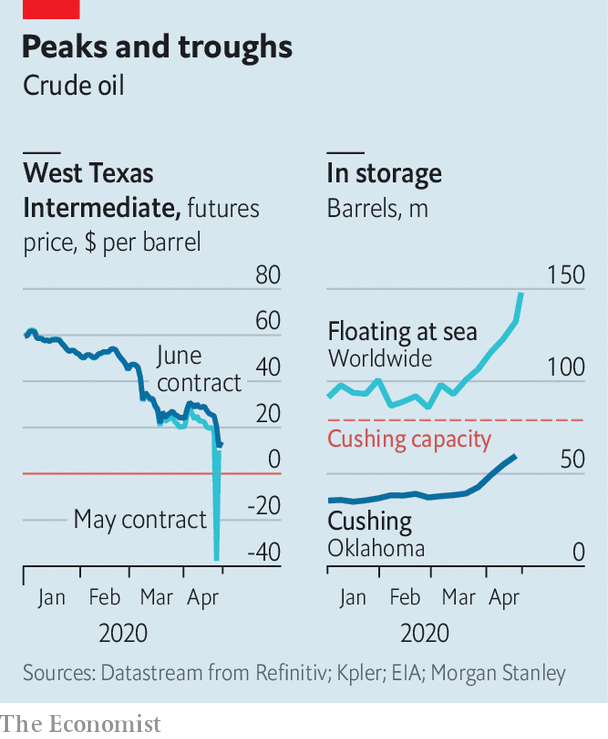 Peaks and troughs
Crude oil
West Texas
Intermediate, futures
price, $ per barrel
80
60
40
20
0
-20
-40
June
contract
May contract
Jan
Feb
Mar
Apr
2020
In storage
Barrels, m
150
100
50
0
Floating at sea
Worldwide
Cushing capacity
Cushing
Oklahoma
Jan
Feb
Mar
Apr
2020
Sources: Datastream from Refinitiv; Kpler; EIA; Morgan Stanley
The Economist